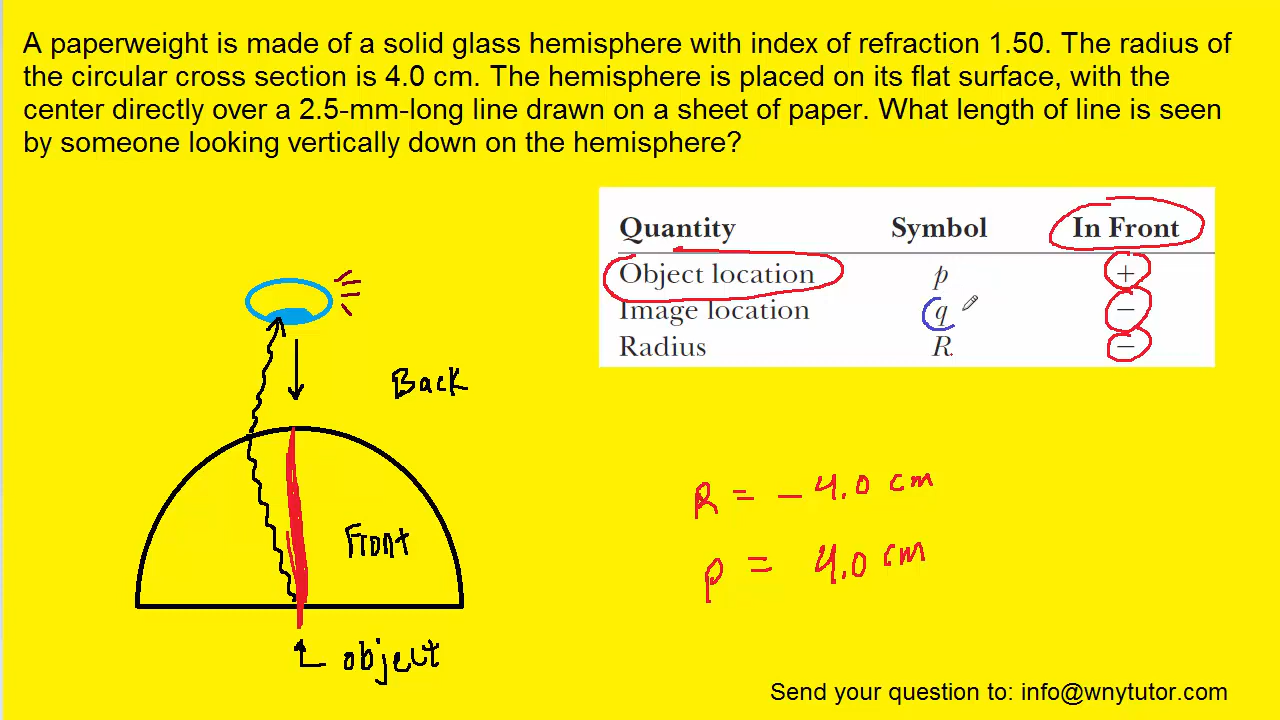 A paperweight is made of a solid glass hemisphere with index of refraction 1.50. The radius of
the circular cross section is 4.0 cm. The hemisphere is placed on its flat surface, with the
center directly over a 2.5-mm-long line drawn on a sheet of paper. What length of line is seen
by someone looking vertically down on the hemisphere?
Quantity Symbol In Front
Object location p +
Image location q −
Radius R −
Back
Front
object
R = − 4.0 cm
p = 4.0 cm
Send your question to: info@wnytutor.com